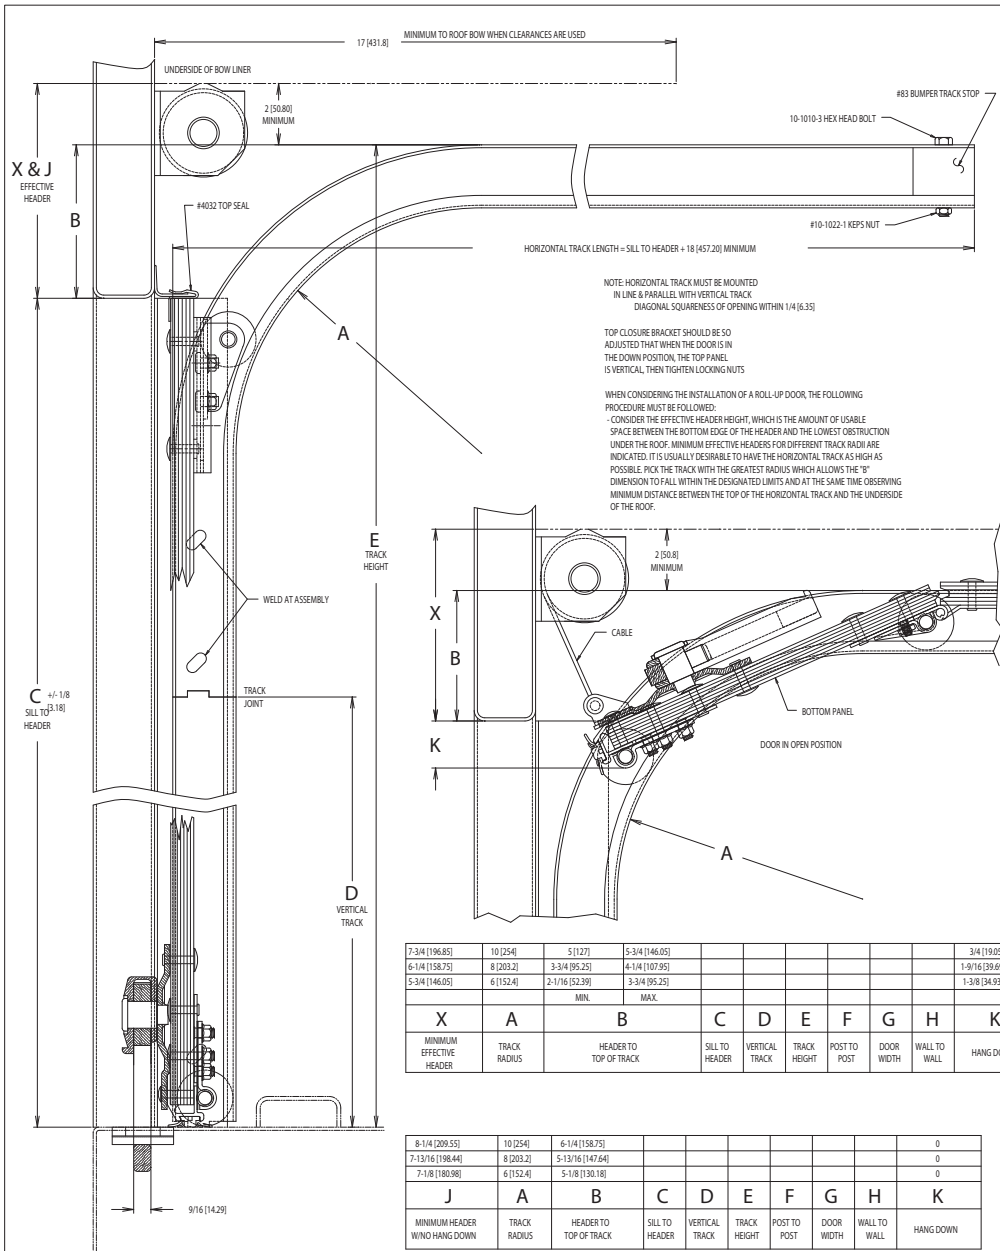 17 [431.8]
MINIMUM TO ROOF BOW WHEN CLEARANCES ARE USED
UNDERSIDE OF BOW LINER
2 [50.80]
MINIMUM
#83 BUMPER TRACK STOP
10-1010-3 HEX HEAD BOLT
X & J
EFFECTIVE
HEADER
B
#4032 TOP SEAL
#10-1022-1 KEPS NUT
HORIZONTAL TRACK LENGTH = SILL TO HEADER + 18 [457.20] MINIMUM
NOTE: HORIZONTAL TRACK MUST BE MOUNTED
IN LINE & PARALLEL WITH VERTICAL TRACK
DIAGONAL SQUARENESS OF OPENING WITHIN 1/4 [6.35]
A
TOP CLOSURE BRACKET SHOULD BE SO
ADJUSTED THAT WHEN THE DOOR IS IN
THE DOWN POSITION, THE TOP PANEL
IS VERTICAL, THEN TIGHTEN LOCKING NUTS
WHEN CONSIDERING THE INSTALLATION OF A ROLL-UP DOOR, THE FOLLOWING
PROCEDURE MUST BE FOLLOWED:
- CONSIDER THE EFFECTIVE HEADER HEIGHT, WHICH IS THE AMOUNT OF USABLE
SPACE BETWEEN THE BOTTOM EDGE OF THE HEADER AND THE LOWEST OBSTRUCTION
UNDER THE ROOF. MINIMUM EFFECTIVE HEADERS FOR DIFFERENT TRACK RADII ARE
INDICATED. IT IS USUALLY DESIRABLE TO HAVE THE HORIZONTAL TRACK AS HIGH AS
POSSIBLE. PICK THE TRACK WITH THE GREATEST RADIUS WHICH ALLOWS THE "B"
DIMENSION TO FALL WITHIN THE DESIGNATED LIMITS AND AT THE SAME TIME OBSERVING
MINIMUM DISTANCE BETWEEN THE TOP OF THE HORIZONTAL TRACK AND THE UNDERSIDE
OF THE ROOF.
E
TRACK
HEIGHT
2 [50.8]
MINIMUM
WELD AT ASSEMBLY
X
B
CABLE
C +/- 1/8
[3.18]
SILL TO
HEADER
TRACK
JOINT
BOTTOM PANEL
K
DOOR IN OPEN POSITION
A
D
VERTICAL
TRACK
7-3/4 [196.85] 10 [254] 5 [127] 5-3/4 [146.05] 3/4 [19.05
6-1/4 [158.75] 8 [203.2] 3-3/4 [95.25] 4-1/4 [107.95] 1-9/16 [39.69
5-3/4 [146.05] 6 [152.4] 2-1/16 [52.39] 3-3/4 [95.25] 1-3/8 [34.93
MIN. MAX.
X A B C D E F G H K
MINIMUM
EFFECTIVE
HEADER
TRACK
RADIUS
HEADER TO
TOP OF TRACK
SILL TO
HEADER
VERTICAL
TRACK
TRACK
HEIGHT
POST TO
POST
DOOR
WIDTH
WALL TO
WALL
HANG DO
8-1/4 [209.55] 10 [254] 6-1/4 [158.75] 0
7-13/16 [198.44] 8 [203.2] 5-13/16 [147.64] 0
7-1/8 [180.98] 6 [152.4] 5-1/8 [130.18] 0
J A B C D E F G H K
MINIMUM HEADER
W/NO HANG DOWN
TRACK
RADIUS
HEADER TO
TOP OF TRACK
SILL TO
HEADER
VERTICAL
TRACK
TRACK
HEIGHT
POST TO
POST
DOOR
WIDTH
WALL TO
WALL
HANG DOWN
9/16 [14.29]